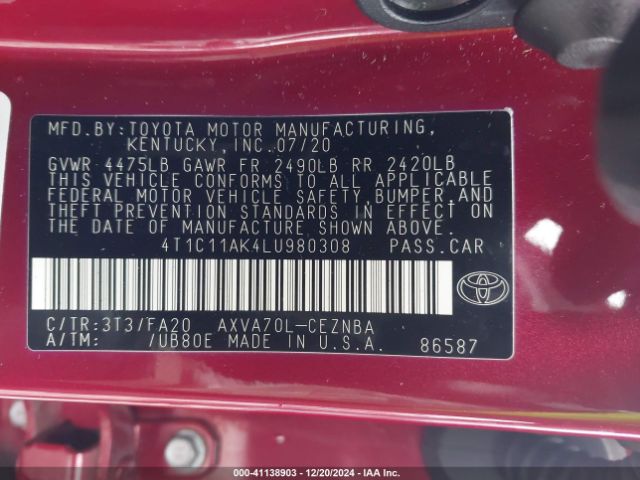 MFD.BY:TOYOTA MOTOR MANUFACTURING,
KENTUCKY,INC.07/20
GVWR 4475LB GAWR FR 2490LB RR 2420LB
THIS VEHICLE CONFORMS TO ALL APPLICABLE
FEDERAL MOTOR VEHICLE SAFETY,BUMPER,AND
THEFT PREVENTION STANDARDS IN EFFECT ON
THE DATE OF MANUFACTURE SHOWN ABOVE.
4T1C11AK4LU980308 PASS.CAR
C/TR:3T3/FA20 AXVA70L-CEZNBA
A/TM: /UB80E MADE IN U.S.A. 86587
000-41138903 - 12/20/2024 - IAA Inc.